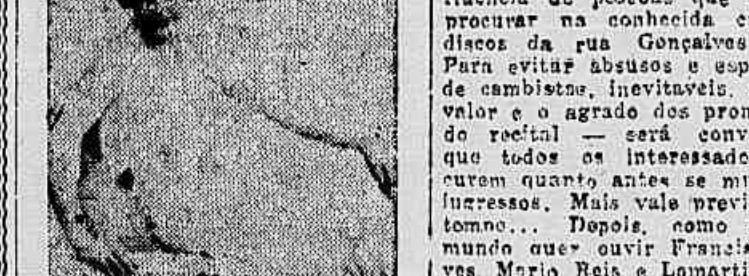 procurar na conhecida c
discos da rua Gonçalves
Para evitar abusos e esp
de cambistas, inevitaveis.
valor e o agrado dos pron
do recital — será conv
que todos os interessado
curem quanto antes se mu
ingressos. Mais vale previ
tempo... Depois, como
mundo quer ouvir Francis
ves, Mario Reis e Lamarti